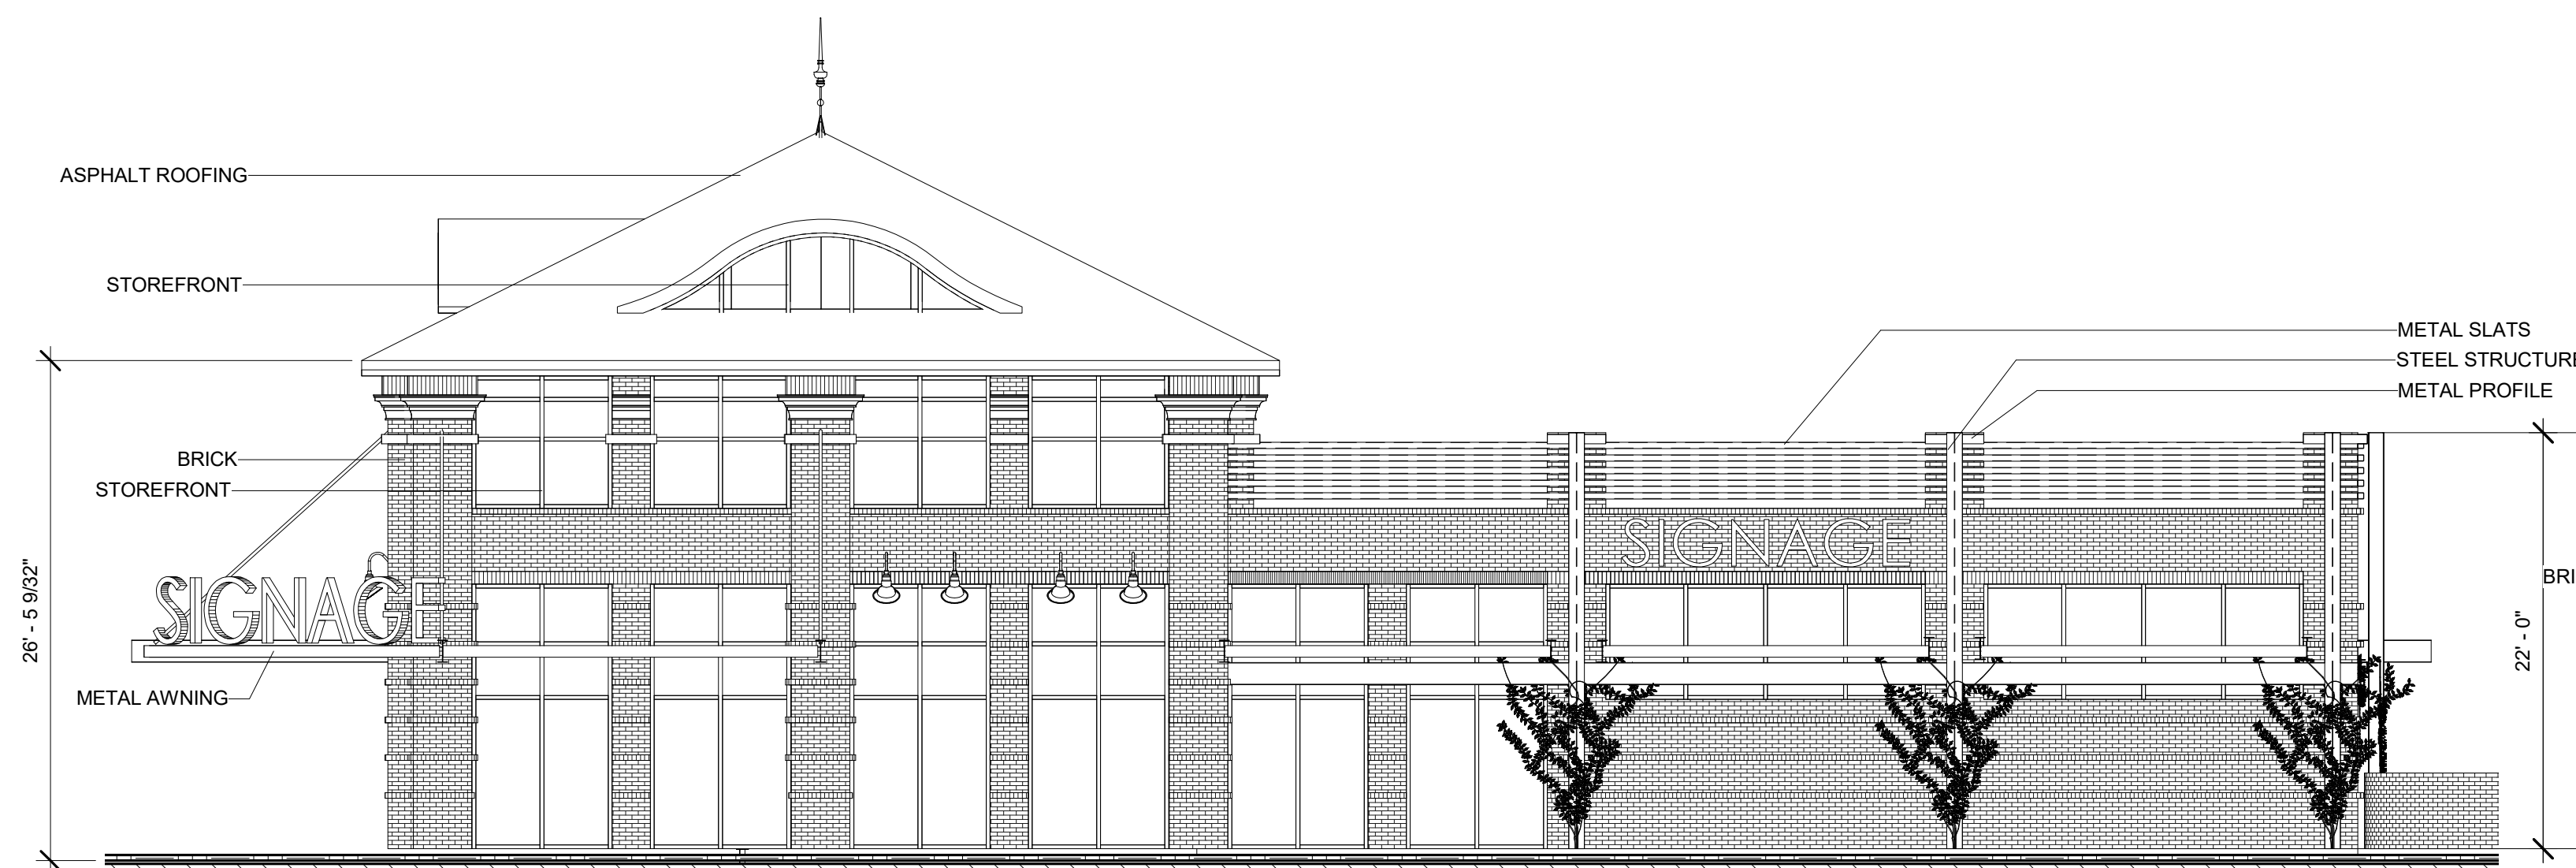 ASPHALT ROOFING
STOREFRONT
METAL SLATS
STEEL STRUCTURE
METAL PROFILE
BRICK
STOREFRONT
SIGNAGE
26' - 5 9/32"
SIGNAGE
BRI
22' - 0"
METAL AWNING